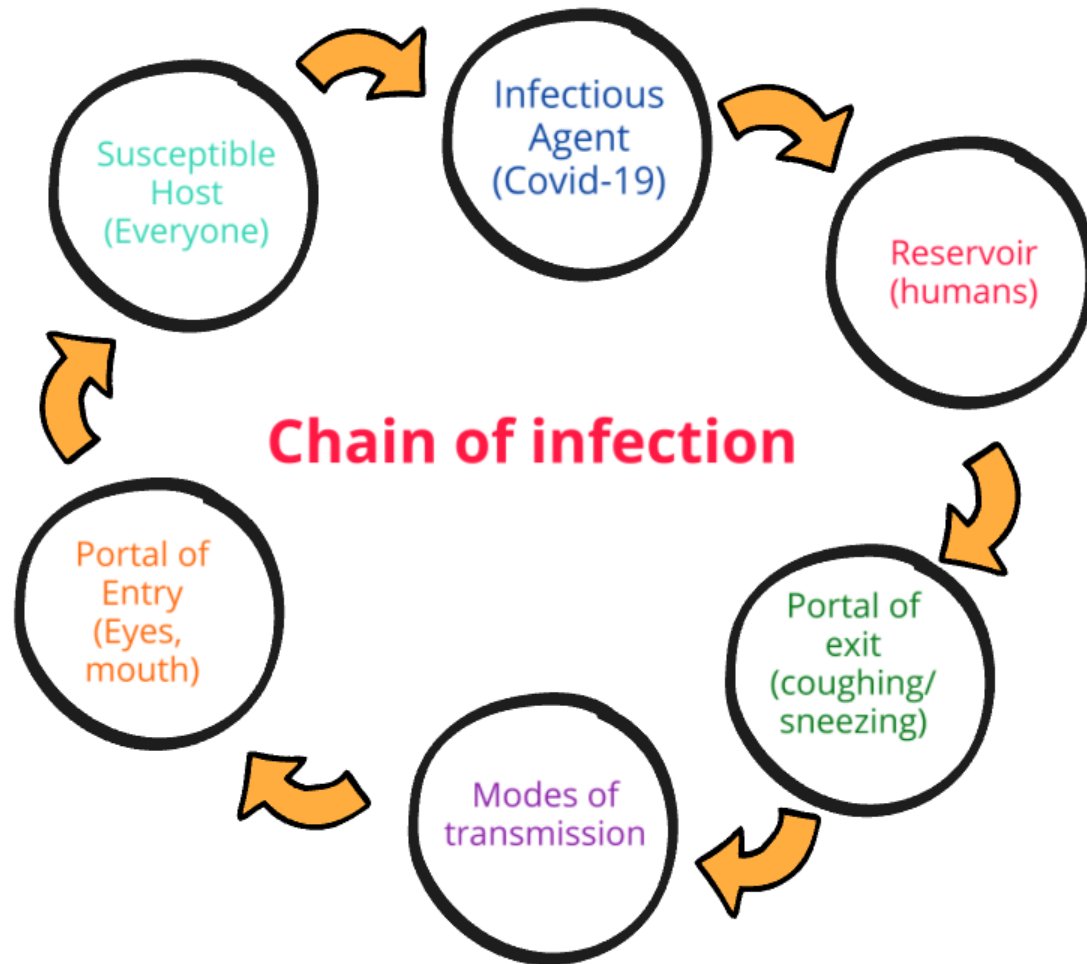 Infectious
Agent
(Covid-19)
Susceptible
Host
(Everyone)
Reservoir
(humans)
Chain of infection
Portal of
Entry
(Eyes,
mouth)
Portal of
exit
(coughing/
sneezing)
Modes of
transmission